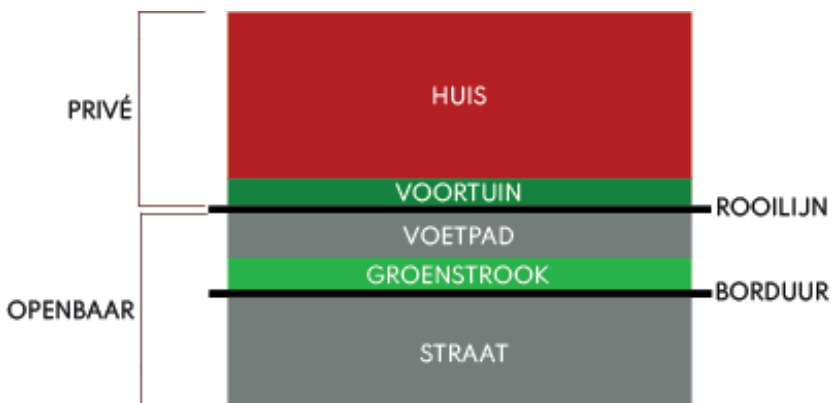 HUIS
PRIVÉ
VOORTUIN
ROOILIJN
VOETPAD
GROENSTROOK
BORDUUR
OPENBAAR
STRAAT